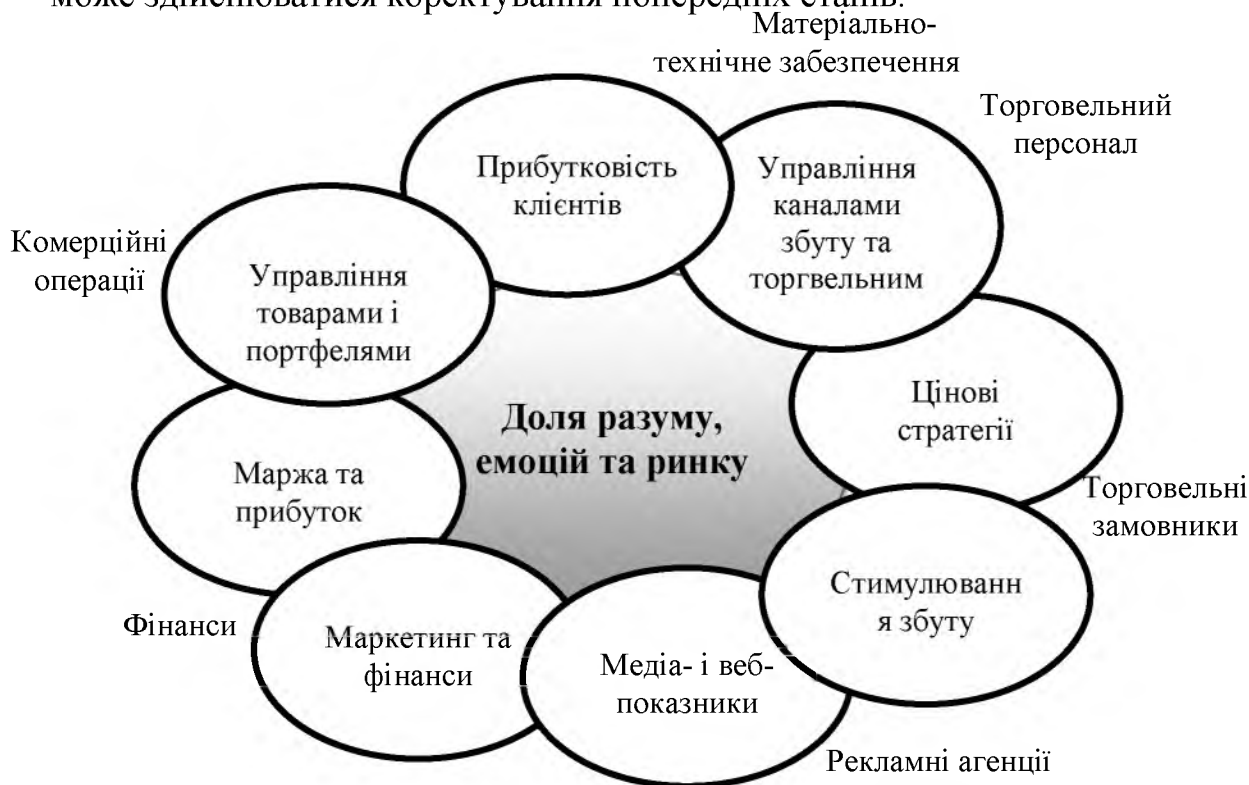 може здійснюватися коректування попередніх етапів.
Матеріально-
технічне забезпечення
Торговельний
персонал
Прибутковість
клієнтів
Управління
каналами
збуту та
торгвельним
Комерційні
операції
Управління
товарами і
портфелями
Цінові
стратегії
Доля разуму,
емоцій та ринку
Маржа та
прибуток
Торговельні
замовники
Стимулюванн
я збуту
Фінанси
Маркетинг та
фінанси
Медіа- і веб-
показники
Рекламні агенції